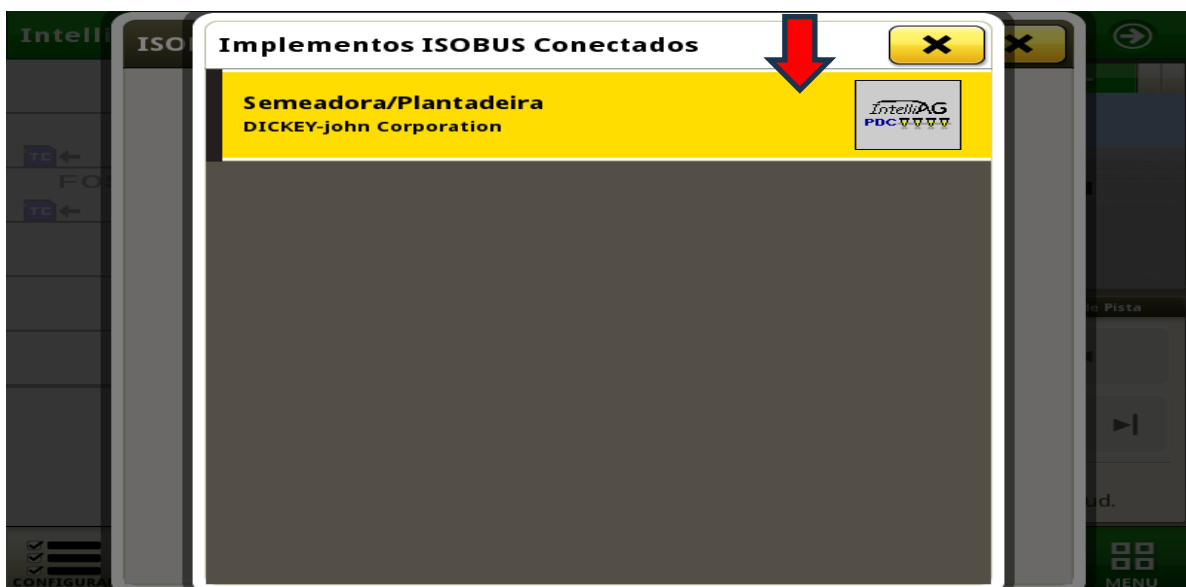 Intelli
ISO
Implementos ISOBUS Conectados
Semeadora/Plantadeira
DICKEY-john Corporation
IntelliAG
PDC
TC
FO
TC
de Pista
ud.
CONFIGURA
MENU